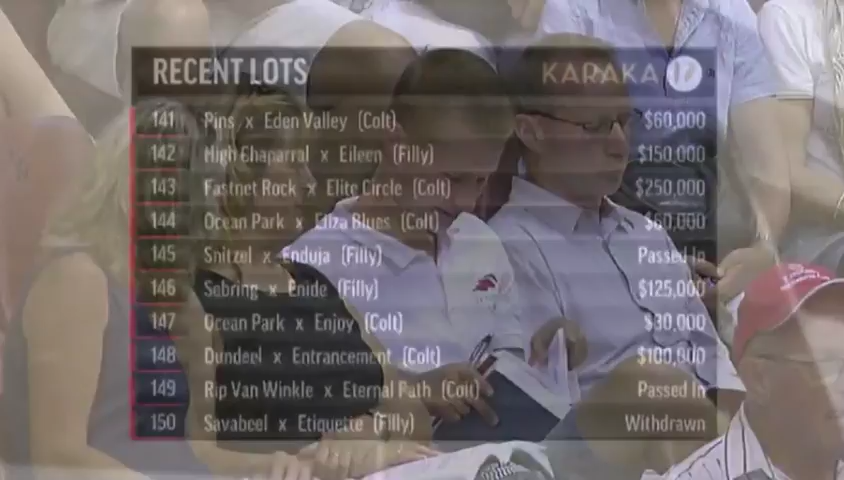 RECENT LOTS KARAKA 17
141 Pins x Eden Valley (Colt) $60,000
142 High Chaparral x Eileen (Filly) $150,000
143 Fastnet Rock x Elite Circle (Colt) $250,000
144 Ocean Park x Eliza Blues (Colt) $60,000
145 Snitzel x Enduja (Filly) Passed In
146 Sebring x Enide (Filly) $125,000
147 Ocean Park x Enjoy (Colt) $30,000
148 Dundeel x Entrancement (Colt) $100,000
149 Rip Van Winkle x Eternal Path (Colt) Passed In
150 Savabeel x Etiquette (Filly) Withdrawn